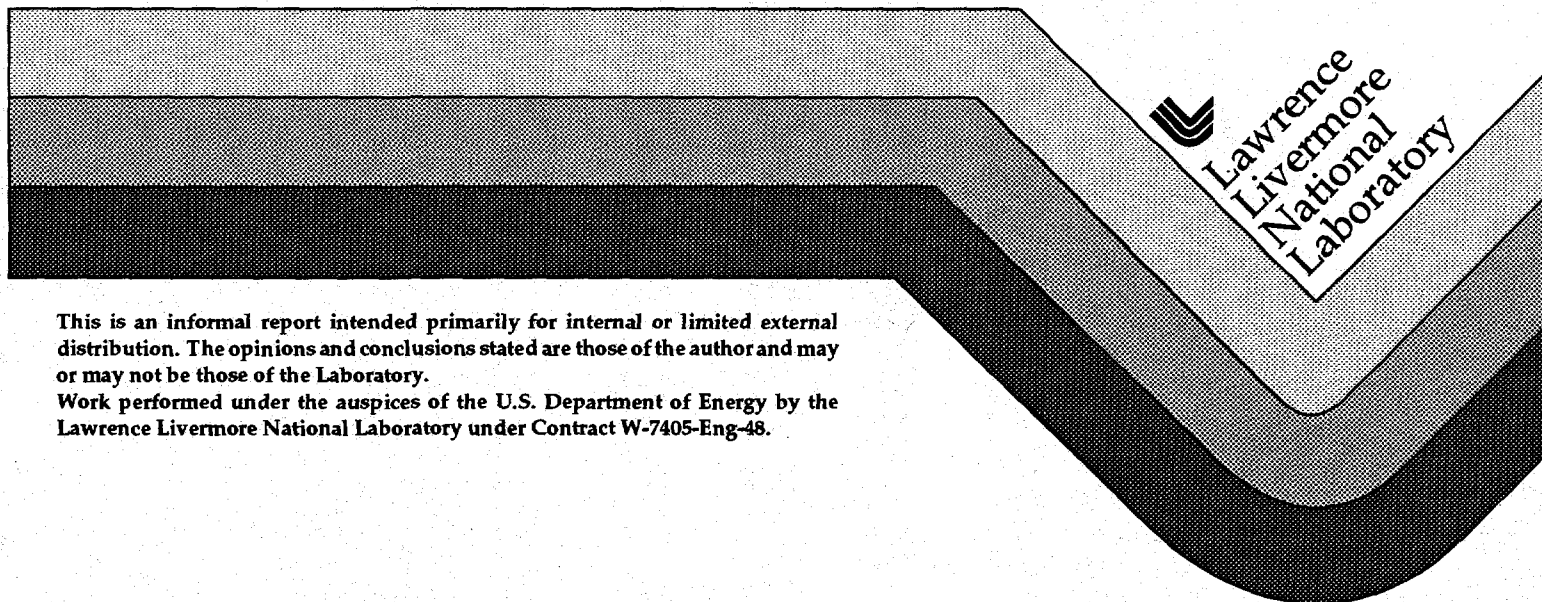 Lawrence
Livermore
National
Laboratory
This is an informal report intended primarily for internal or limited external
distribution. The opinions and conclusions stated are those of the author and may
or may not be those of the Laboratory.
Work performed under the auspices of the U.S. Department of Energy by the
Lawrence Livermore National Laboratory under Contract W-7405-Eng-48.